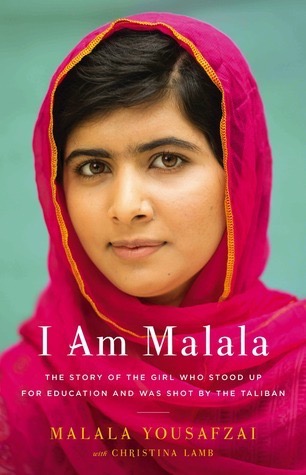 I Am Malala
THE STORY OF THE GIRL WHO STOOD UP
FOR EDUCATION AND WAS SHOT BY THE TALIBAN
MALALA YOUSAFZAI
with CHRISTINA LAMB